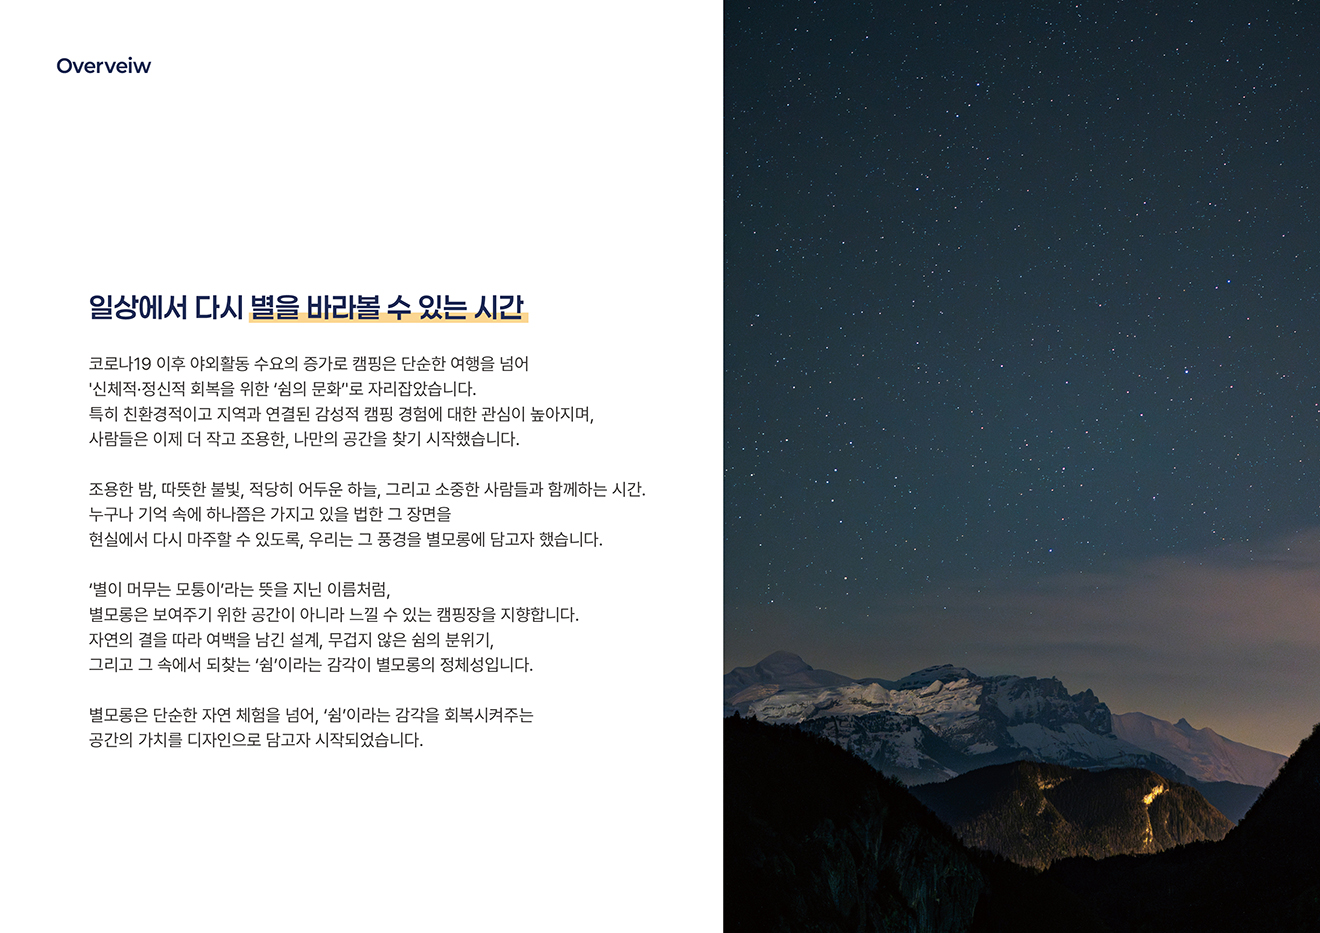 Overveiw
일상에서 다시 별을 바라볼 수 있는 시간
코로나19 이후 야외활동 수요의 증가로 캠핑은 단순한 여행을 넘어
'신체적·정신적 회복을 위한 ‘쉼의 문화’'로 자리잡았습니다.
특히 친환경적이고 지역과 연결된 감성적 캠핑 경험에 대한 관심이 높아지며,
사람들은 이제 더 작고 조용한, 나만의 공간을 찾기 시작했습니다.
조용한 밤, 따뜻한 불빛, 적당히 어두운 하늘, 그리고 소중한 사람들과 함께하는 시간.
누구나 기억 속에 하나쯤은 가지고 있을 법한 그 장면을
현실에서 다시 마주할 수 있도록, 우리는 그 풍경을 별모롱에 담고자 했습니다.
‘별이 머무는 모퉁이’라는 뜻을 지닌 이름처럼,
별모롱은 보여주기 위한 공간이 아니라 느낄 수 있는 캠핑장을 지향합니다.
자연의 결을 따라 여백을 남긴 설계, 무겁지 않은 쉼의 분위기,
그리고 그 속에서 되찾는 ‘쉼’이라는 감각이 별모롱의 정체성입니다.
별모롱은 단순한 자연 체험을 넘어, ‘쉼’이라는 감각을 회복시켜주는
공간의 가치를 디자인으로 담고자 시작되었습니다.